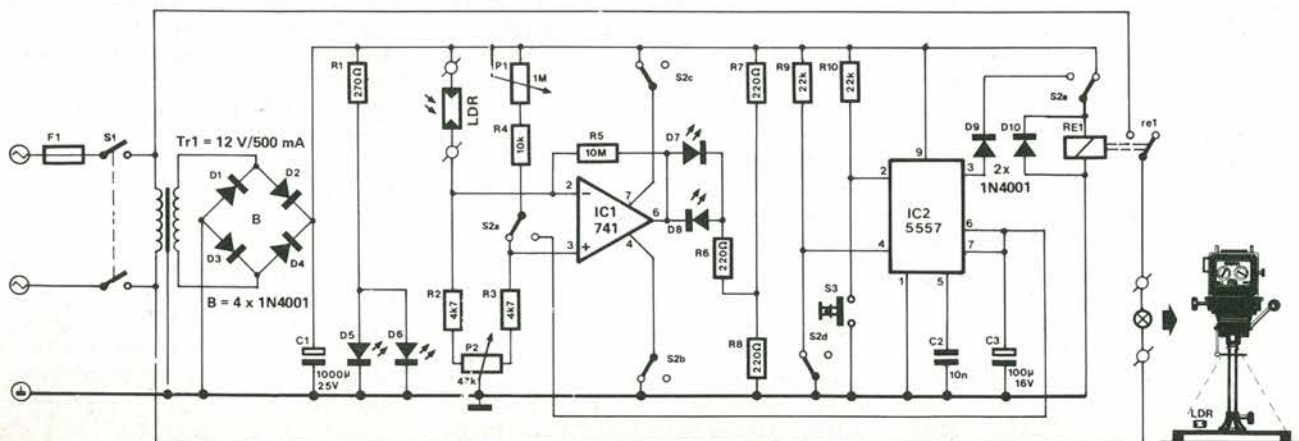 F1
S1
Tr1 = 12 V/500 mA
D1
D2
B
D3
D4
B = 4 x 1N4001
C1
1000µ
25V
R1
270Ω
D5
D6
LDR
P1
1M
R4
10k
R2
4k7
R3
4k7
P2
47k
S2a
R5
10M
2
3
IC1
741
7
6
4
S2c
S2b
D7
D8
R6
220Ω
R7
220Ω
R8
220Ω
R9
22k
R10
22k
S3
S2d
2
4
9
3
IC2
5557
6
7
1
5
C2
10n
C3
100µ
16V
D9
D10
2x
1N4001
S2e
RE1
re1
LDR